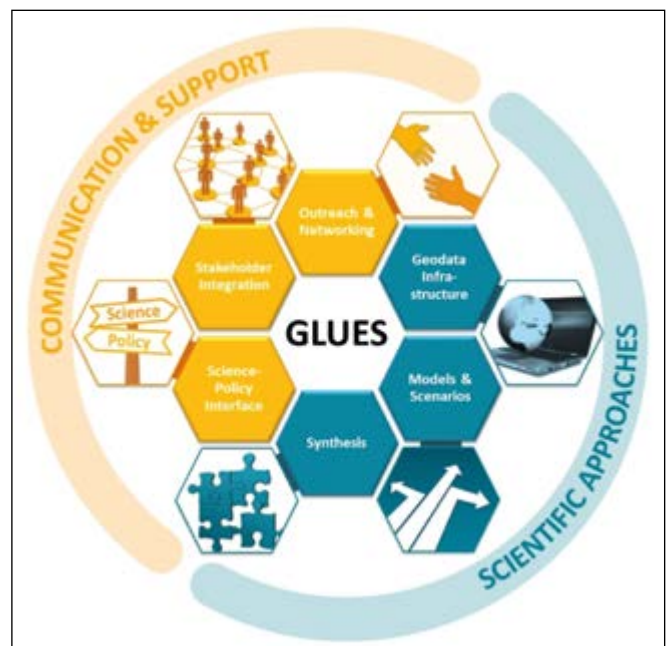 COMMUNICATION & SUPPORT
Outreach &
Networking
Stakeholder
Integration
Geodata
Infra-
structure
Science
Policy
GLUES
Science-
Policy
Interface
Models &
Scenarios
Synthesis
SCIENTIFIC APPROACHES